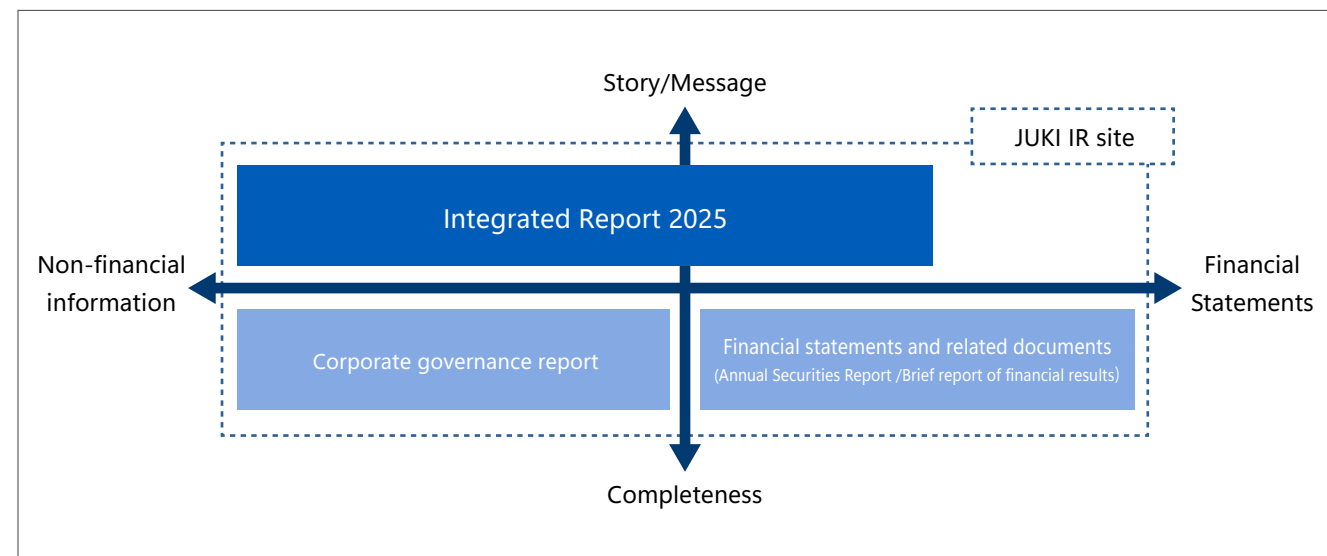 Story/Message
JUKI IR site
Integrated Report 2025
Non-financial
information
Financial
Statements
Corporate governance report
Financial statements and related documents
(Annual Securities Report /Brief report of financial results)
Completeness